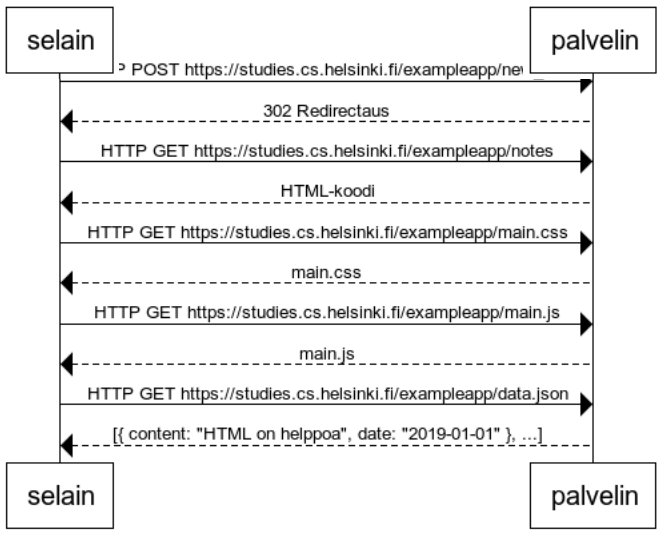 selain palvelin
POST https://studies.cs.helsinki.fi/exampleapp/
302 Redirectaus
HTTP GET https://studies.cs.helsinki.fi/exampleapp/notes
HTML-koodi
HTTP GET https://studies.cs.helsinki.fi/exampleapp/main.css
main.css
HTTP GET https://studies.cs.helsinki.fi/exampleapp/main.js
main.js
HTTP GET https://studies.cs.helsinki.fi/exampleapp/data.json
[{ content: "HTML on helppoa", date: "2019-01-01" }, ...]
selain palvelin